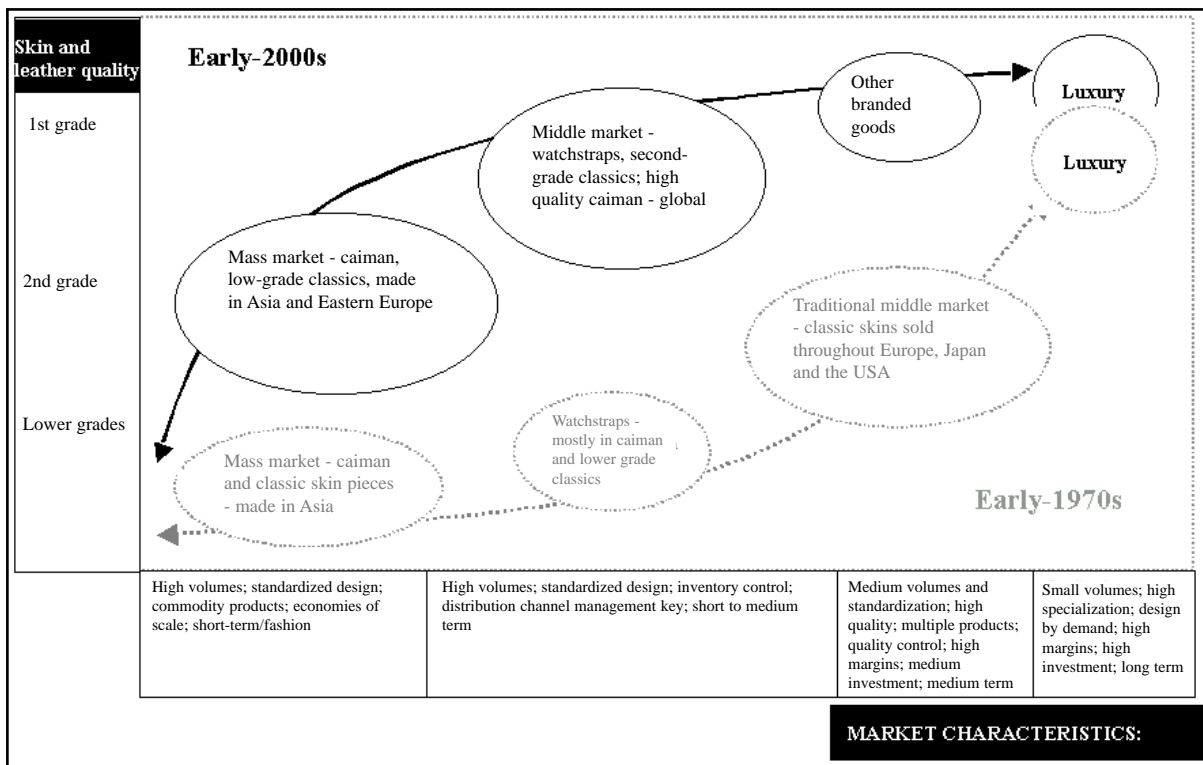 Skin and
leather quality
1st grade
2nd grade
Lower grades
Early-2000s
Luxury
Other
branded
goods
Middle market -
watchstraps, second-
grade classics; high
quality caiman - global
Luxury
Mass market - caiman,
low-grade classics, made
in Asia and Eastern Europe
Traditional middle market
- classic skins sold
throughout Europe, Japan
and the USA
Watchstraps -
mostly in caiman
and lower grade
classics
Mass market - caiman
and classic skin pieces
- made in Asia
Early-1970s
High volumes; standardized design;
commodity products; economies of
scale; short-term/fashion
High volumes; standardized design; inventory control;
distribution channel management key; short to medium
term
Medium volumes and
standardization; high
quality; multiple products;
quality control; high
margins; medium
investment; medium term
Small volumes; high
specialization; design
by demand; high
margins; high
investment; long term
MARKET CHARACTERISTICS: